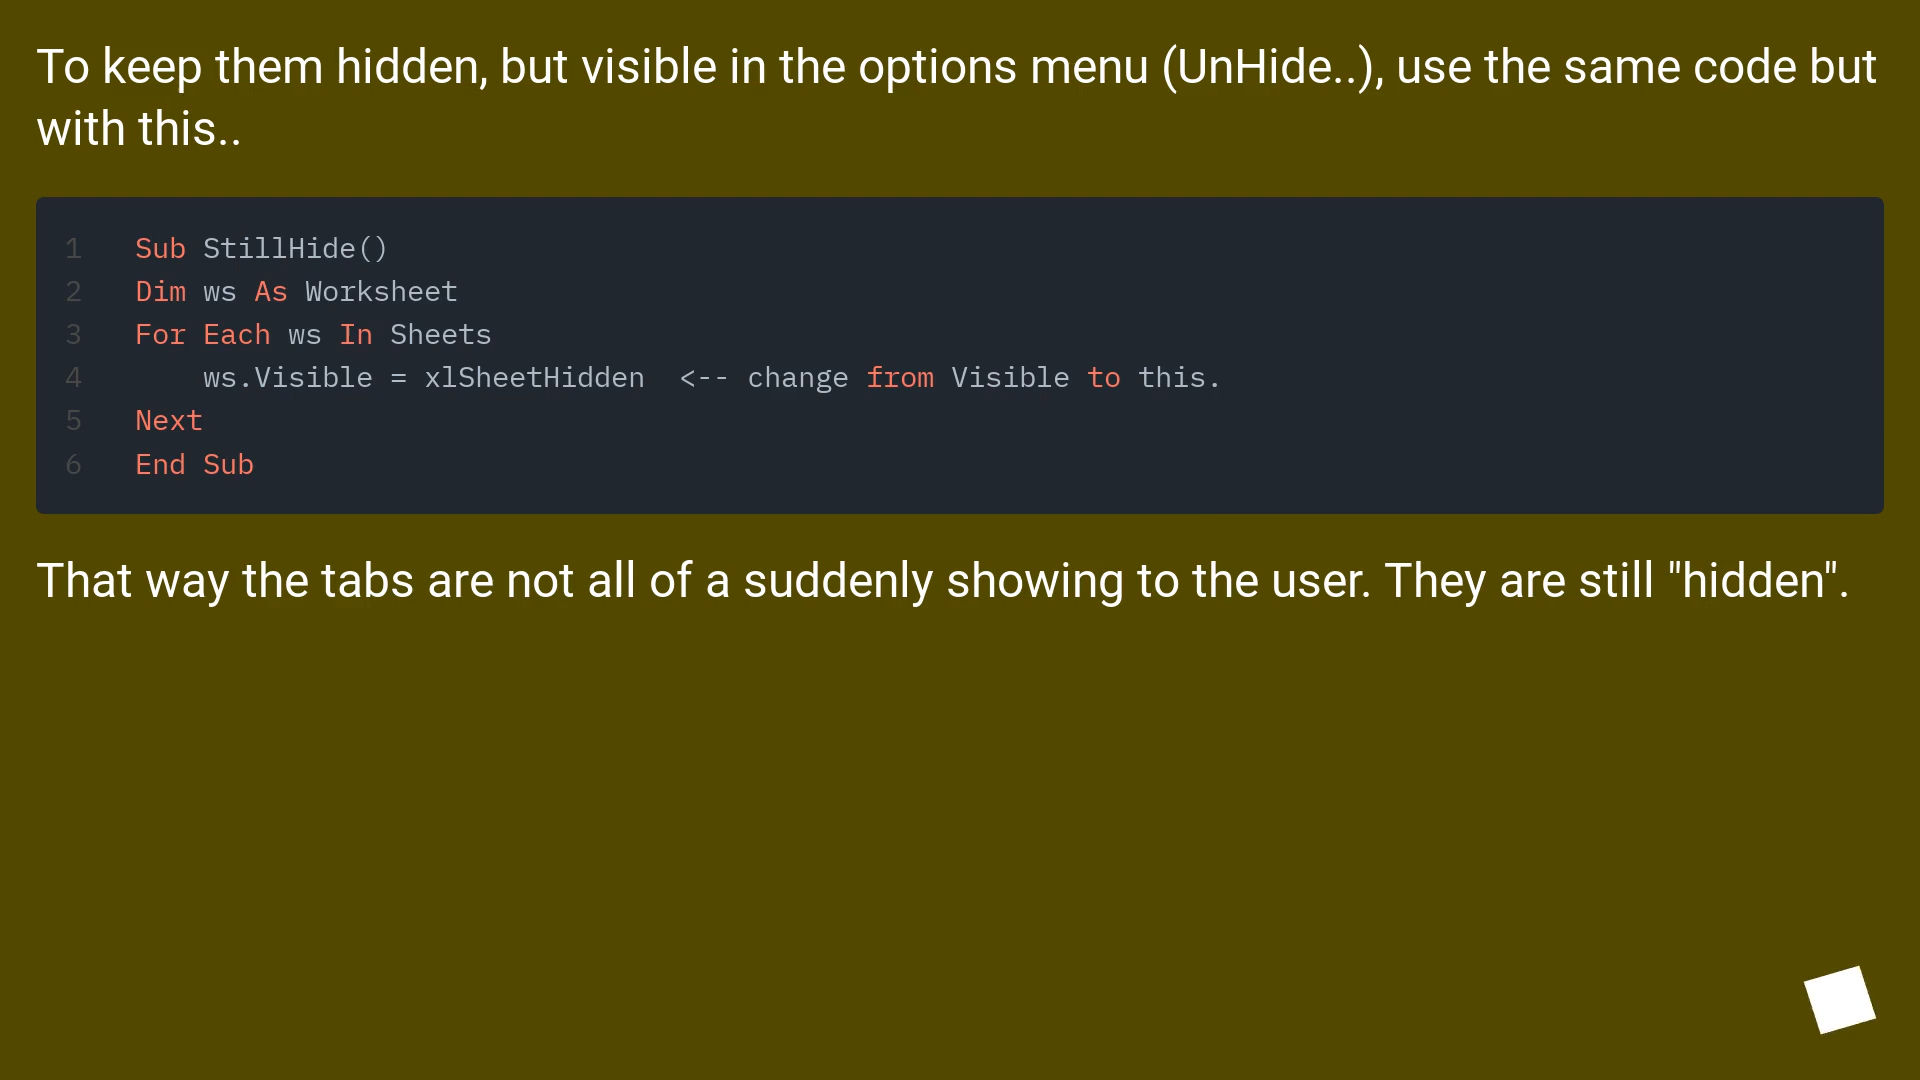 To keep them hidden, but visible in the options menu (UnHide..), use the same code but
with this..
1 Sub StillHide()
2 Dim ws As Worksheet
3 For Each ws In Sheets
4     ws.Visible = xlSheetHidden  <-- change from Visible to this.
5 Next
6 End Sub
That way the tabs are not all of a suddenly showing to the user. They are still "hidden".